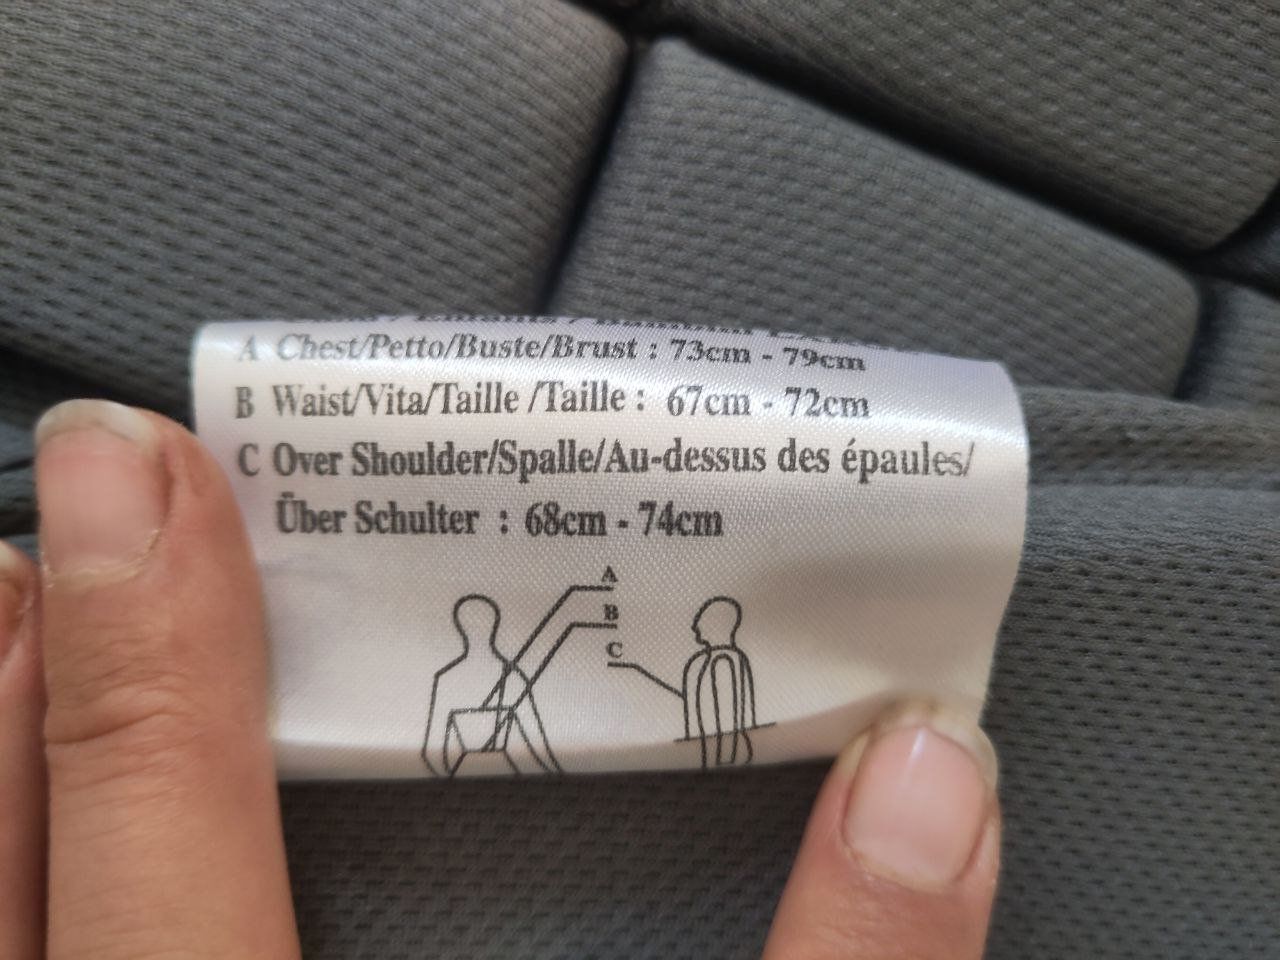 A Chest/Petto/Buste/Brust : 73cm - 79cm
B Waist/Vita/Taille /Taille : 67cm - 72cm
C Over Shoulder/Spalle/Au-dessus des épaules/
Über Schulter : 68cm - 74cm
A
B
C